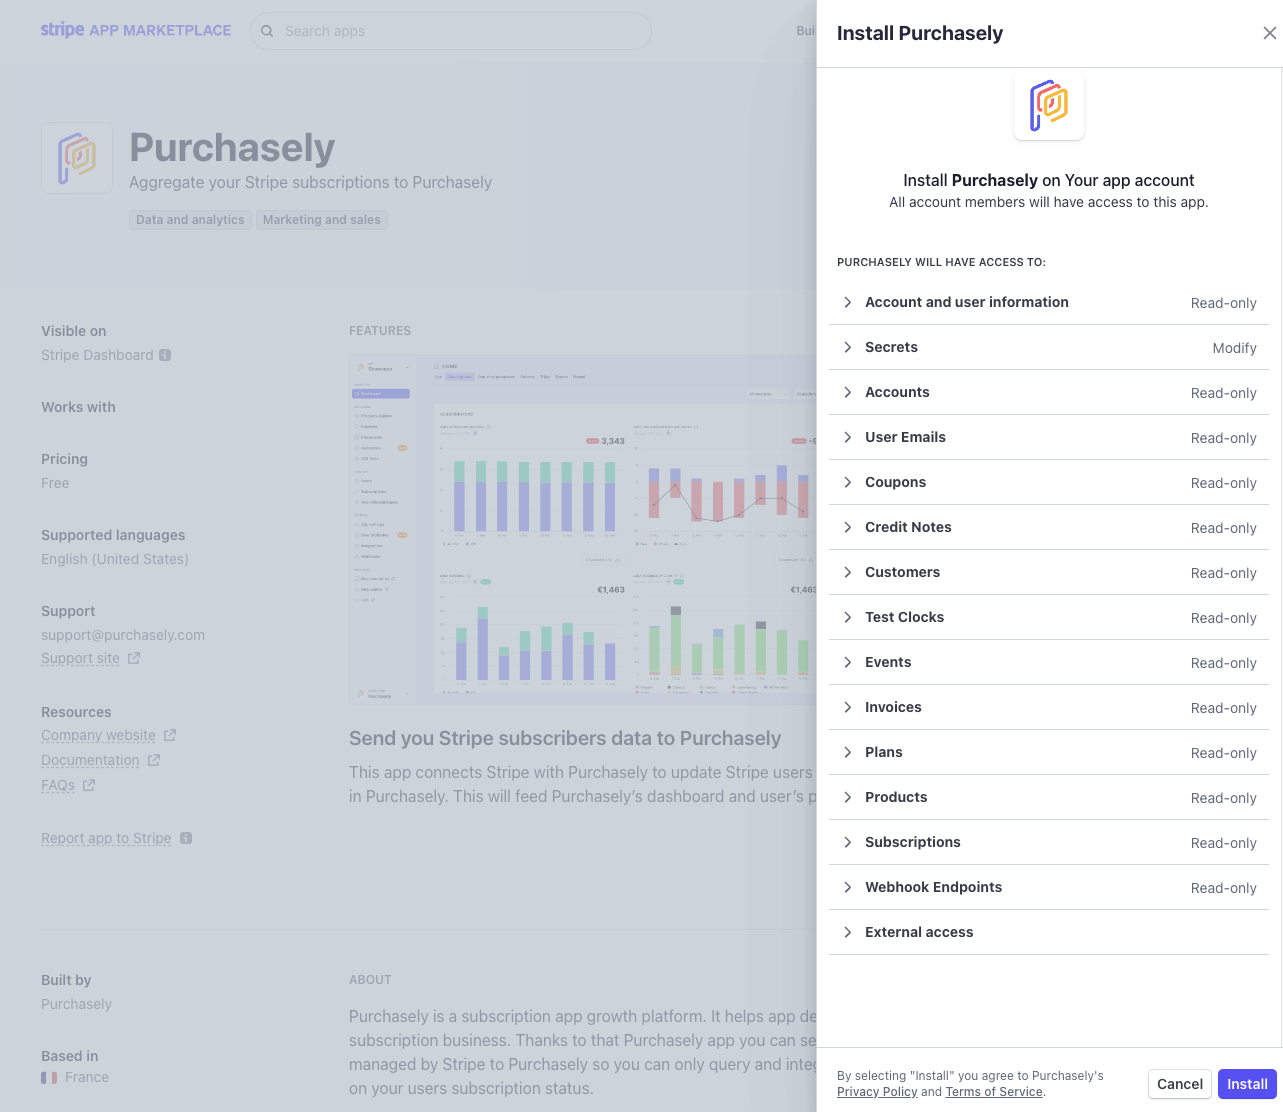 stripe APP MARKETPLACE
Search apps
Purchasely
Aggregate your Stripe subscriptions to Purchasely
Data and analytics
Marketing and sales
Visible on
Stripe Dashboard
Works with
Pricing
Free
Supported languages
English (United States)
Support
support@purchasely.com
Support site
Resources
Company website
Documentation
FAQs
Report app to Stripe
Built by
Purchasely
Based in
France
FEATURES
HOME
3,343
€1,463
€1,463
Send you Stripe subscribers data to Purchasely
This app connects Stripe with Purchasely to update Stripe users
in Purchasely. This will feed Purchasely’s dashboard and user’s
ABOUT
Purchasely is a subscription app growth platform. It helps app
subscription business. Thanks to that Purchasely app you can
managed by Stripe to Purchasely so you can only query and
on your users subscription status.
Install Purchasely
Install Purchasely on Your app account
All account members will have access to this app.
PURCHASELY WILL HAVE ACCESS TO:
Account and user information Read-only
Secrets Modify
Accounts Read-only
User Emails Read-only
Coupons Read-only
Credit Notes Read-only
Customers Read-only
Test Clocks Read-only
Events Read-only
Invoices Read-only
Plans Read-only
Products Read-only
Subscriptions Read-only
Webhook Endpoints Read-only
External access
By selecting "Install" you agree to Purchasely's
Privacy Policy and Terms of Service.
Cancel
Install